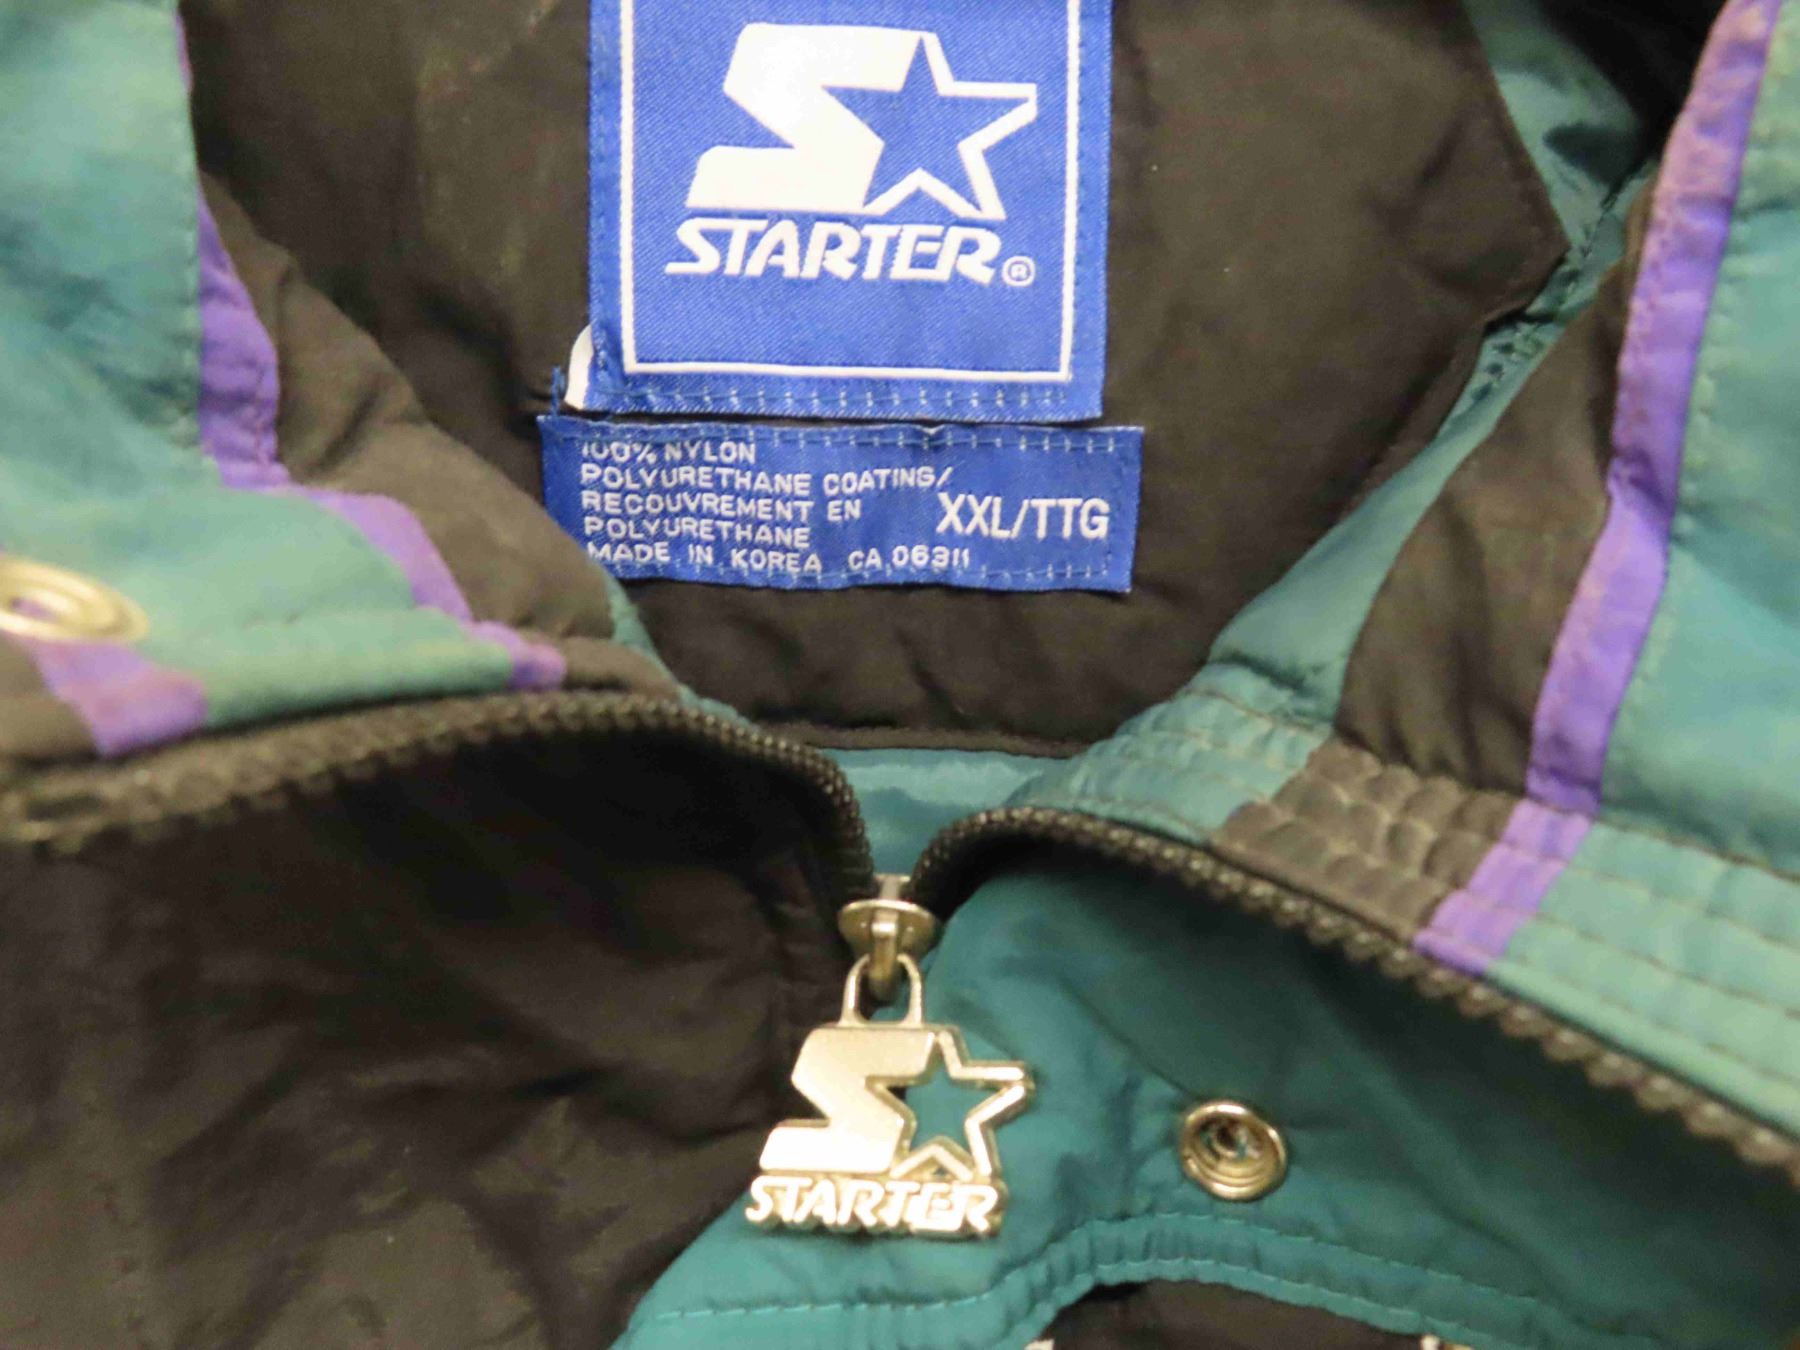 STARTER®
100% NYLON
POLYURETHANE COATING/
RECOUVREMENT EN
POLYURETHANE
MADE IN KOREA CA 06311
XXL/TTG
STARTER